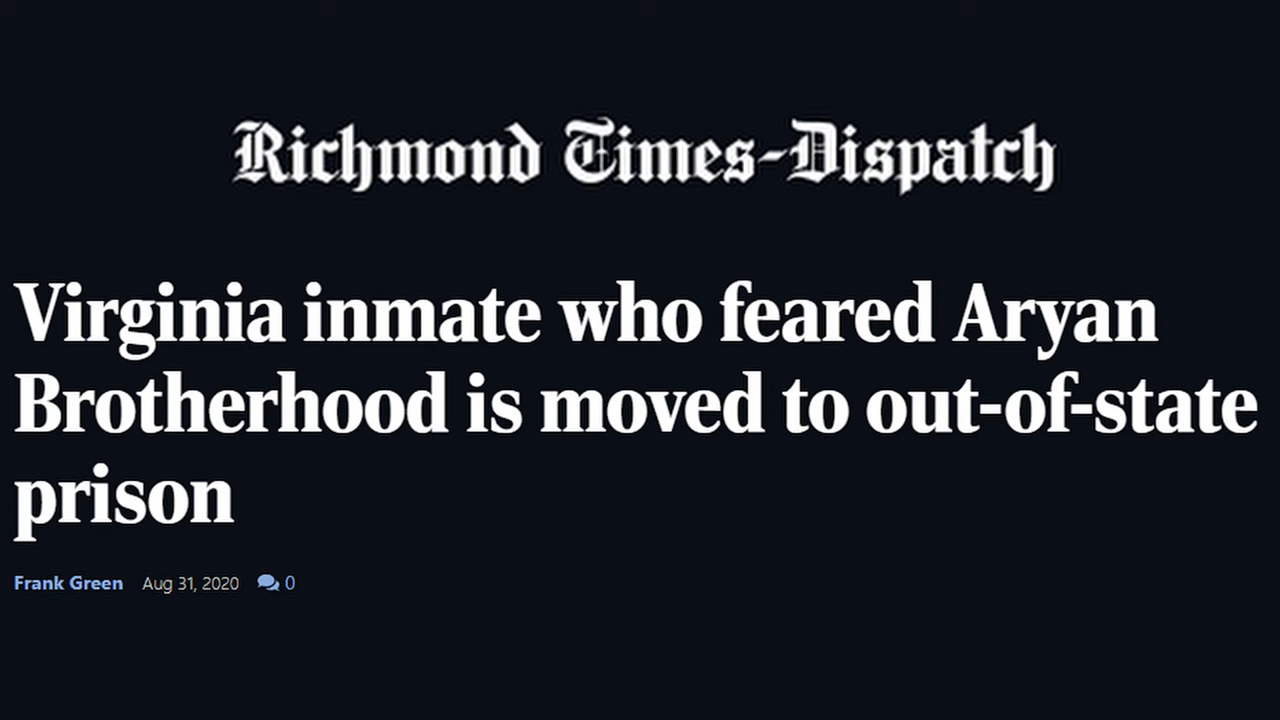 Richmond Times-Dispatch
Virginia inmate who feared Aryan
Brotherhood is moved to out-of-state
prison
Frank Green Aug 31, 2020 0